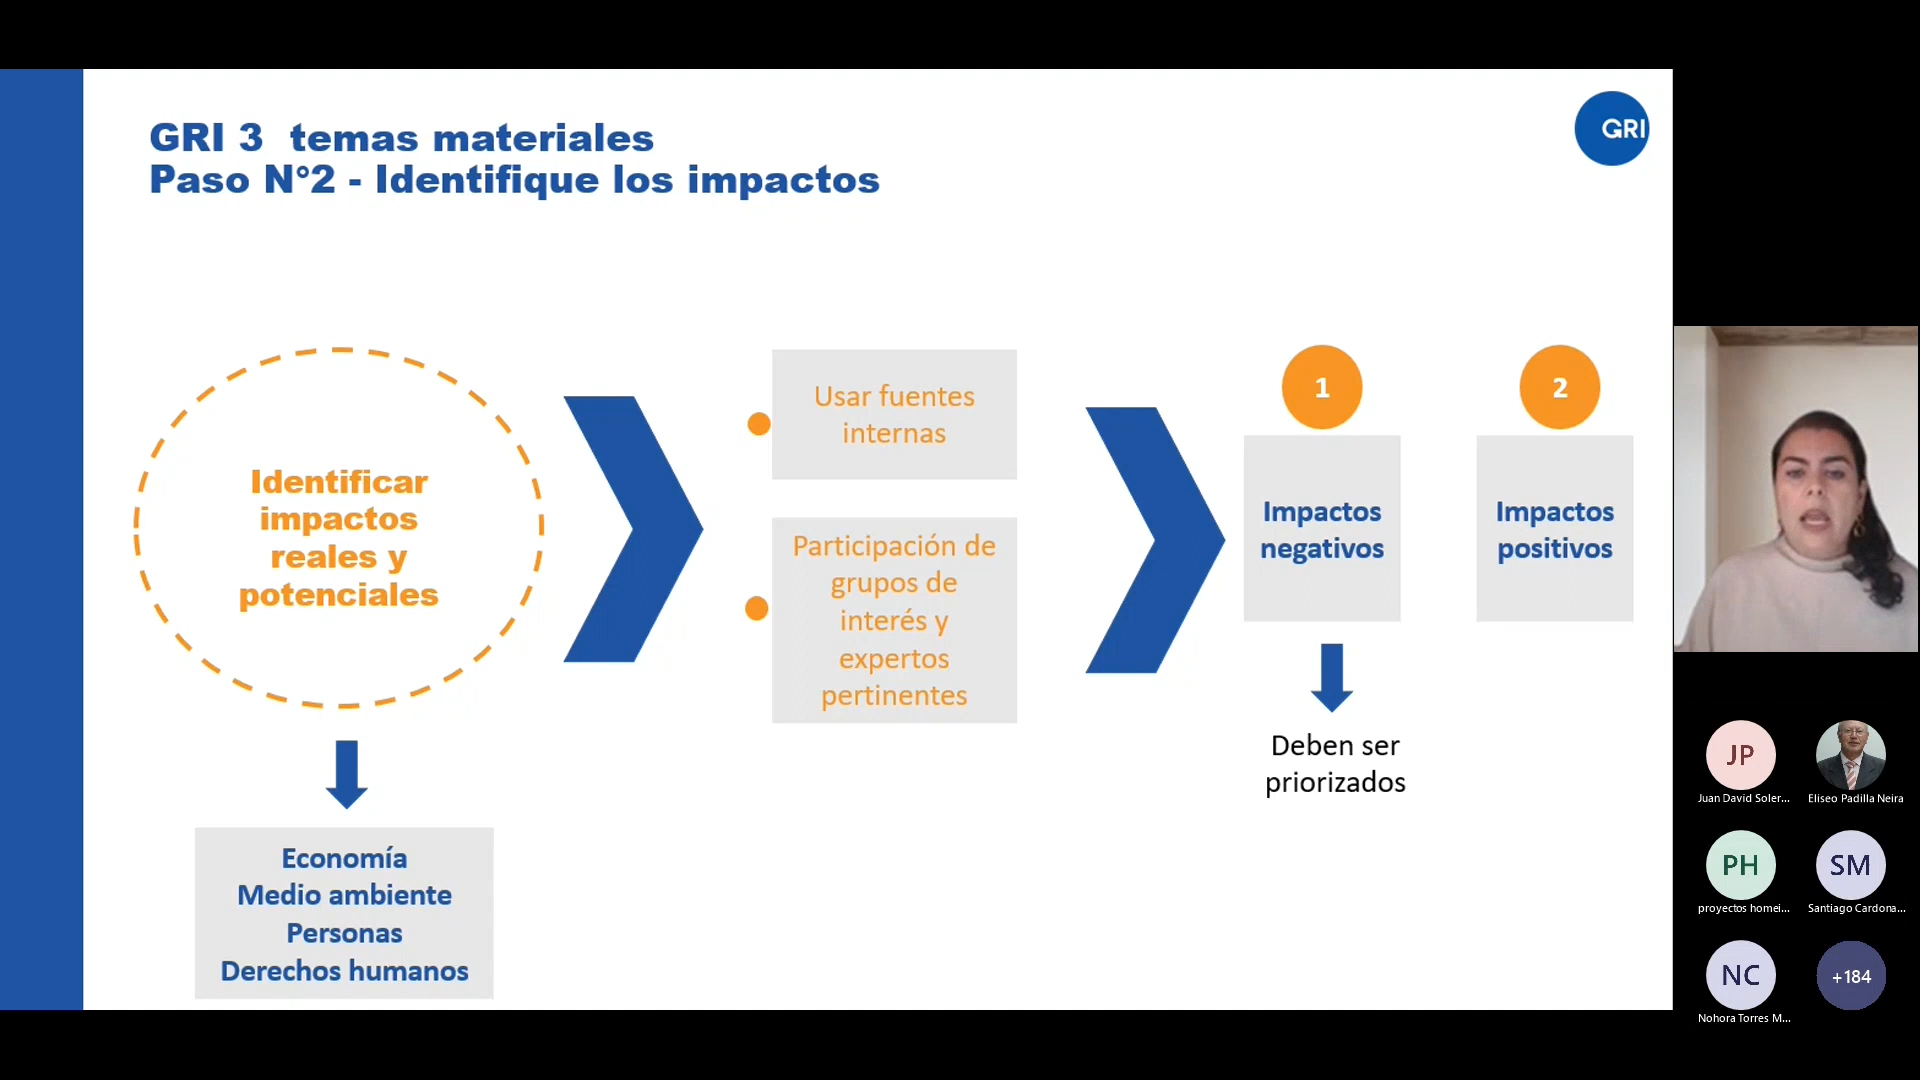 GRI 3 temas materiales
Paso N°2 - Identifique los impactos
GRI
Identificar
impactos
reales y
potenciales
Economía
Medio ambiente
Personas
Derechos humanos
Usar fuentes
internas
Participación de
grupos de
interés y
expertos
pertinentes
1
Impactos
negativos
Deben ser
priorizados
2
Impactos
positivos
JP
Juan David Soler...
Eliseo Padilla Neira
PH
proyectos homei...
SM
Santiago Cardona...
NC
Nohora Torres M...
+184